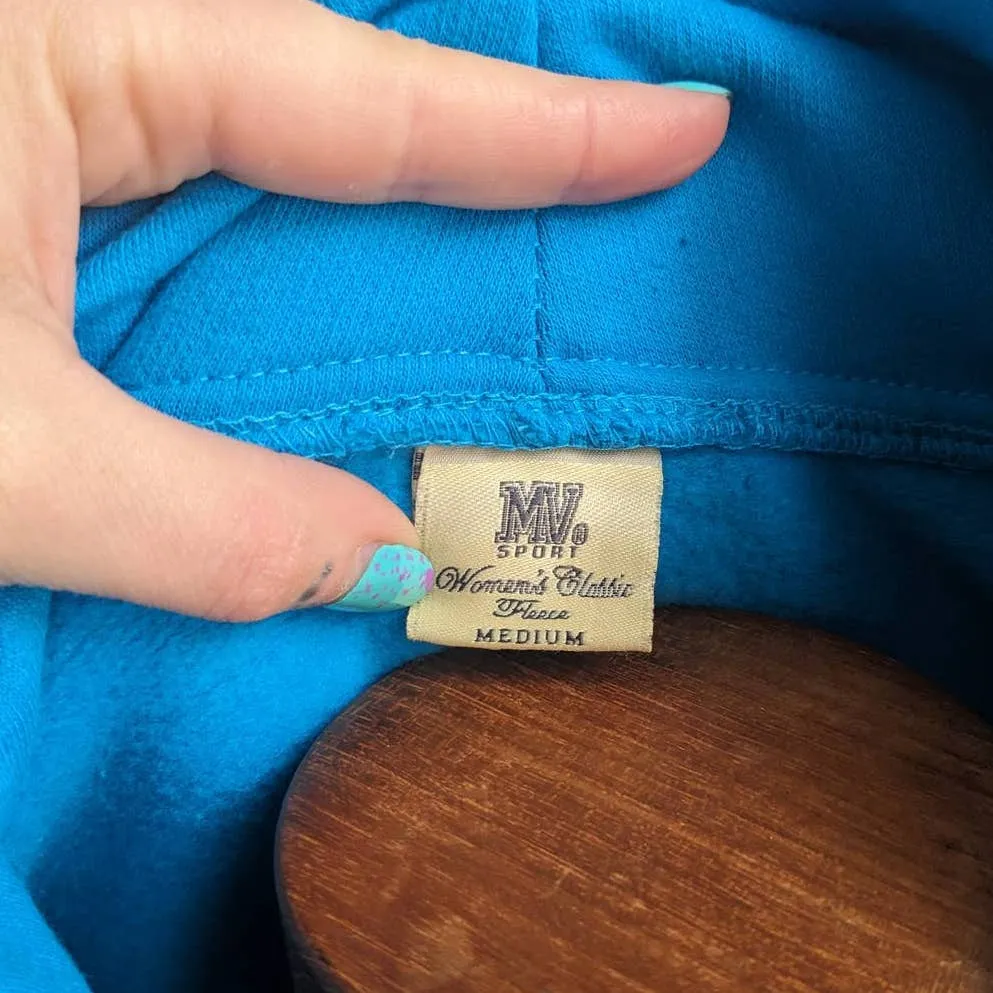 MV®
SPORT
Women's Classic
Fleece
MEDIUM